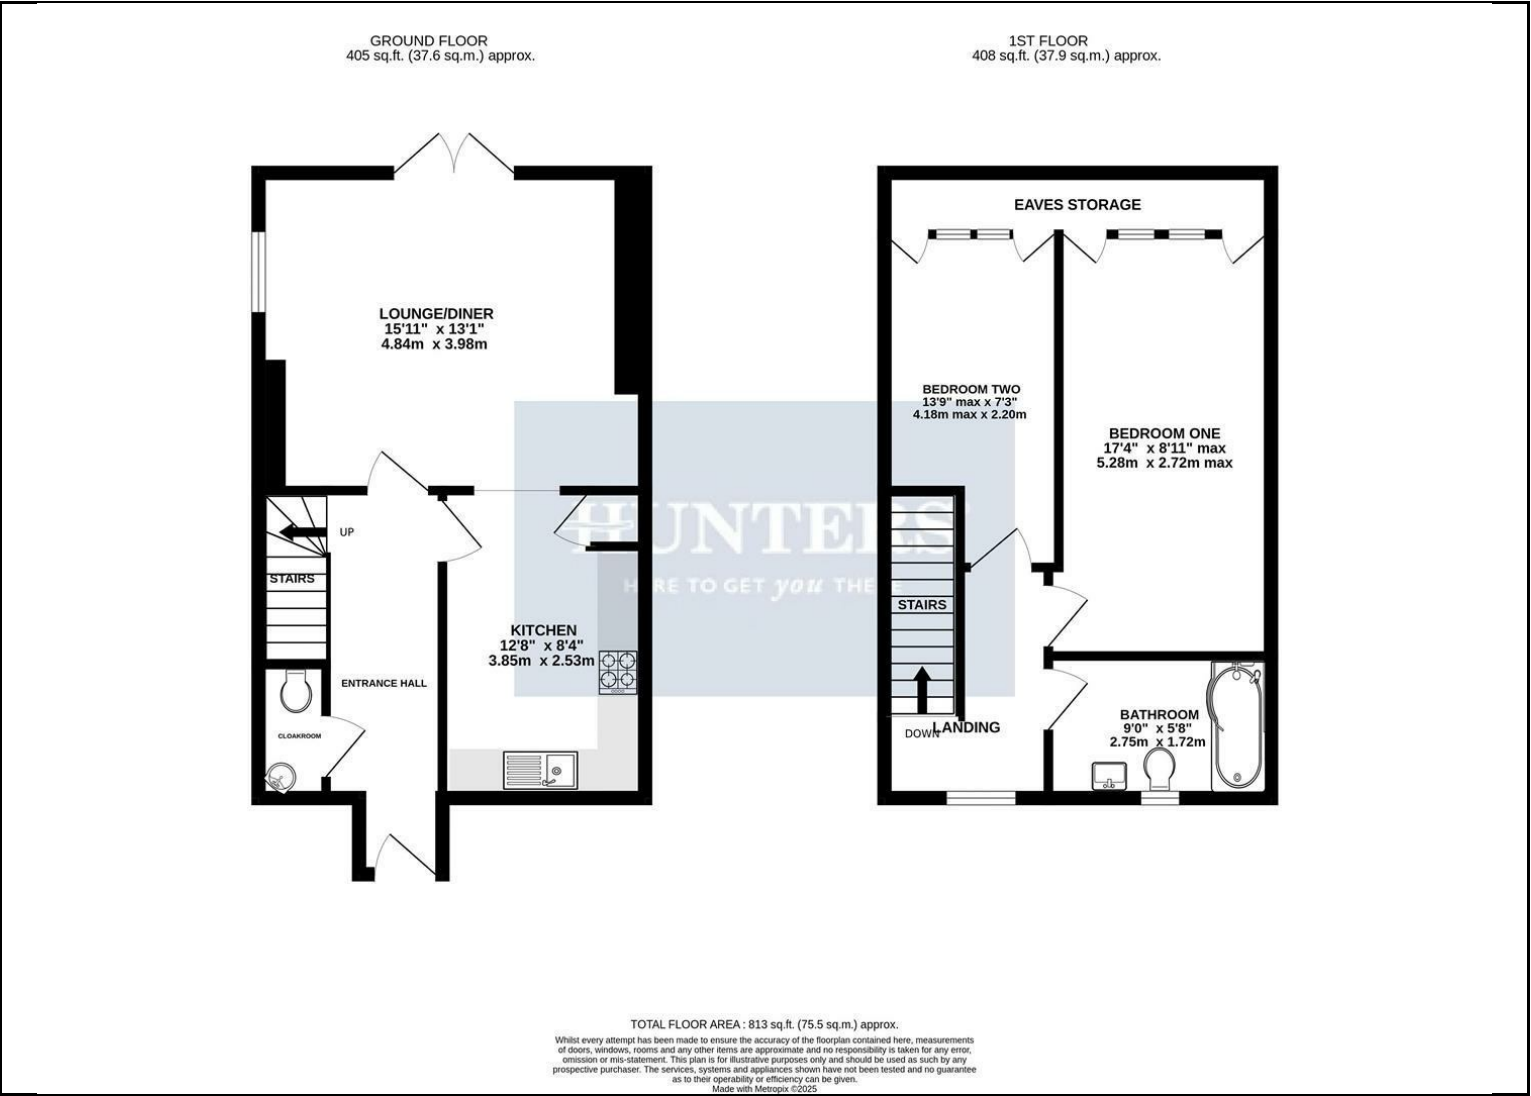 GROUND FLOOR
405 sq.ft. (37.6 sq.m.) approx.
1ST FLOOR
408 sq.ft. (37.9 sq.m.) approx.
LOUNGE/DINER
15'11" x 13'1"
4.84m x 3.98m
UP
STAIRS
KITCHEN
12'8" x 8'4"
3.85m x 2.53m
ENTRANCE HALL
CLOAKROOM
EAVES STORAGE
BEDROOM TWO
13'9" max x 7'3"
4.18m max x 2.20m
BEDROOM ONE
17'4" x 8'11" max
5.28m x 2.72m max
STAIRS
LANDING
DOWN
BATHROOM
9'0" x 5'8"
2.75m x 1.72m
HUNTERS
HERE TO GET you THERE
TOTAL FLOOR AREA : 813 sq.ft. (75.5 sq.m.) approx.
Whilst every attempt has been made to ensure the accuracy of the floorplan contained here, measurements
of doors, windows, rooms and any other items are approximate and no responsibility is taken for any error,
omission or mis-statement. This plan is for illustrative purposes only and should be used as such by any
prospective purchaser. The services, systems and appliances shown have not been tested and no guarantee
as to their operability or efficiency can be given.
Made with Metropix ©2025